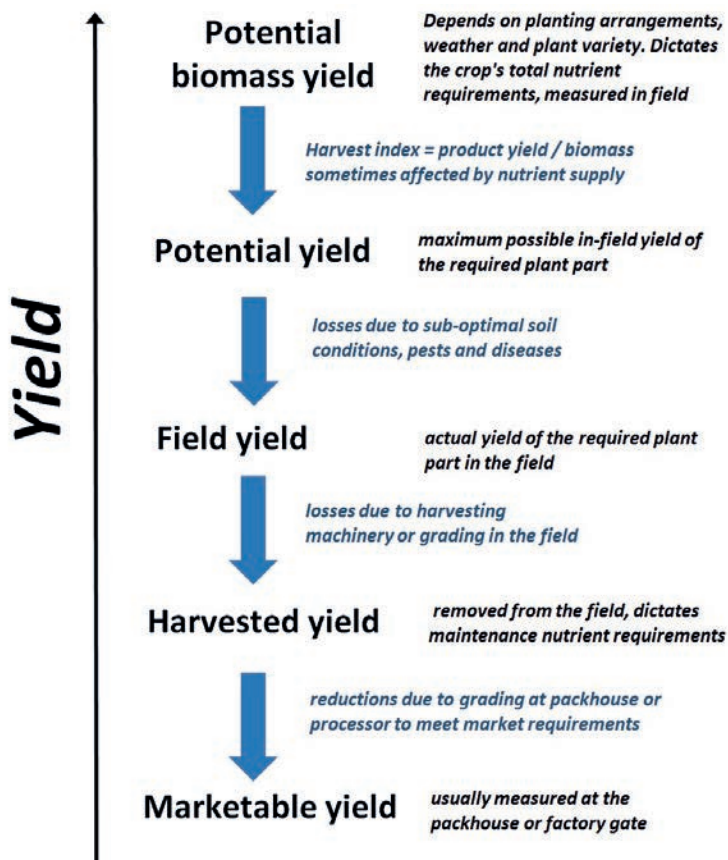 Yield
Potential
biomass yield
Depends on planting arrangements,
weather and plant variety. Dictates
the crop's total nutrient
requirements, measured in field
Harvest index = product yield / biomass
sometimes affected by nutrient supply
Potential yield
maximum possible in-field yield of
the required plant part
losses due to sub-optimal soil
conditions, pests and diseases
Field yield
actual yield of the required plant
part in the field
losses due to harvesting
machinery or grading in the field
Harvested yield
removed from the field, dictates
maintenance nutrient requirements
reductions due to grading at packhouse or
processor to meet market requirements
Marketable yield
usually measured at the
packhouse or factory gate